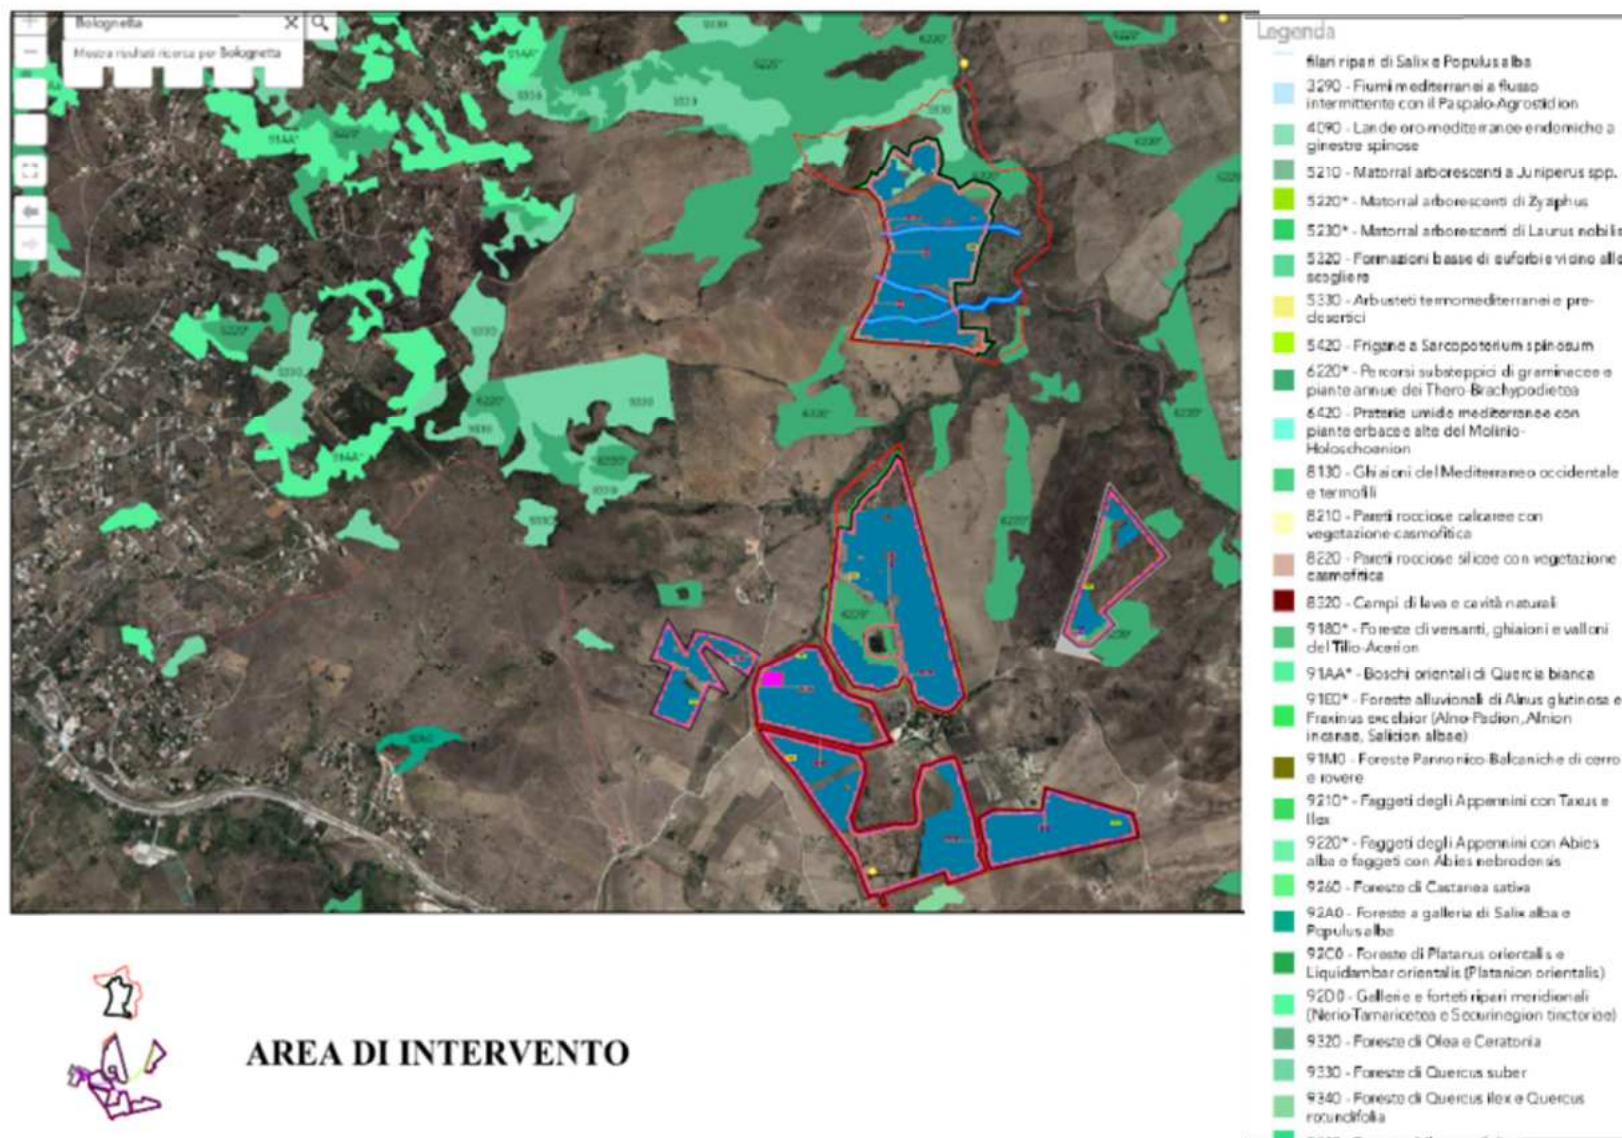 Bolognetta
Mostra risultati ricerca per Bolognetta
Legenda
filari ripari di Salix e Populus alba
3290 - Fiumi mediterranei a flusso
intermittente con il Paspalo-Agrostidion
4090 - Lande oro-mediterranee endemiche a
ginestre spinose
5210 - Matorral arborescenti a Juniperus spp.
5220* - Matorral arborescenti di Zyziphus
5230* - Matorral arborescenti di Laurus nobilis
5320 - Formazioni basse di euforbie vicino alle
scogliere
5330 - Arbusteti termomediterranei e pre-
desertici
5420 - Frigane a Sarcopoterium spinosum
6220* - Percorsi substeppici di graminacee e
piante annue dei Thero-Brachypodietea
6420 - Praterie umide mediterranee con
piante erbacee alte del Molinio-
Holoschoenion
8130 - Ghiaioni del Mediterraneo occidentale
e termofili
8210 - Pareti rocciose calcaree con
vegetazione casmofitica
8220 - Pareti rocciose silicee con vegetazione
casmofitica
8320 - Campi di lava e cavità naturali
9180* - Foreste di versanti, ghiaioni e valloni
del Tilio-Acerion
91AA* - Boschi orientali di Quercia bianca
91E0* - Foreste alluvionali di Alnus glutinosa e
Fraxinus excelsior (Alno-Padion, Alnion
incanae, Salicion albae)
91M0 - Foreste Pannonico-Balcaniche di cerro
e rovere
9210* - Faggeti degli Appennini con Taxus e
Ilex
9220* - Faggeti degli Appennini con Abies
alba e faggeti con Abies nebrodensis
9260 - Foreste di Castanea sativa
92A0 - Foreste a galleria di Salix alba e
Populus alba
92C0 - Foreste di Platanus orientalis e
Liquidambar orientalis (Platanion orientalis)
92D0 - Gallerie e forteti ripari meridionali
(Nerio-Tamaricetea e Securinegion tinctoriae)
9320 - Foreste di Olea e Ceratonia
9330 - Foreste di Quercus suber
9340 - Foreste di Quercus ilex e Quercus
rotundifolia
AREA DI INTERVENTO